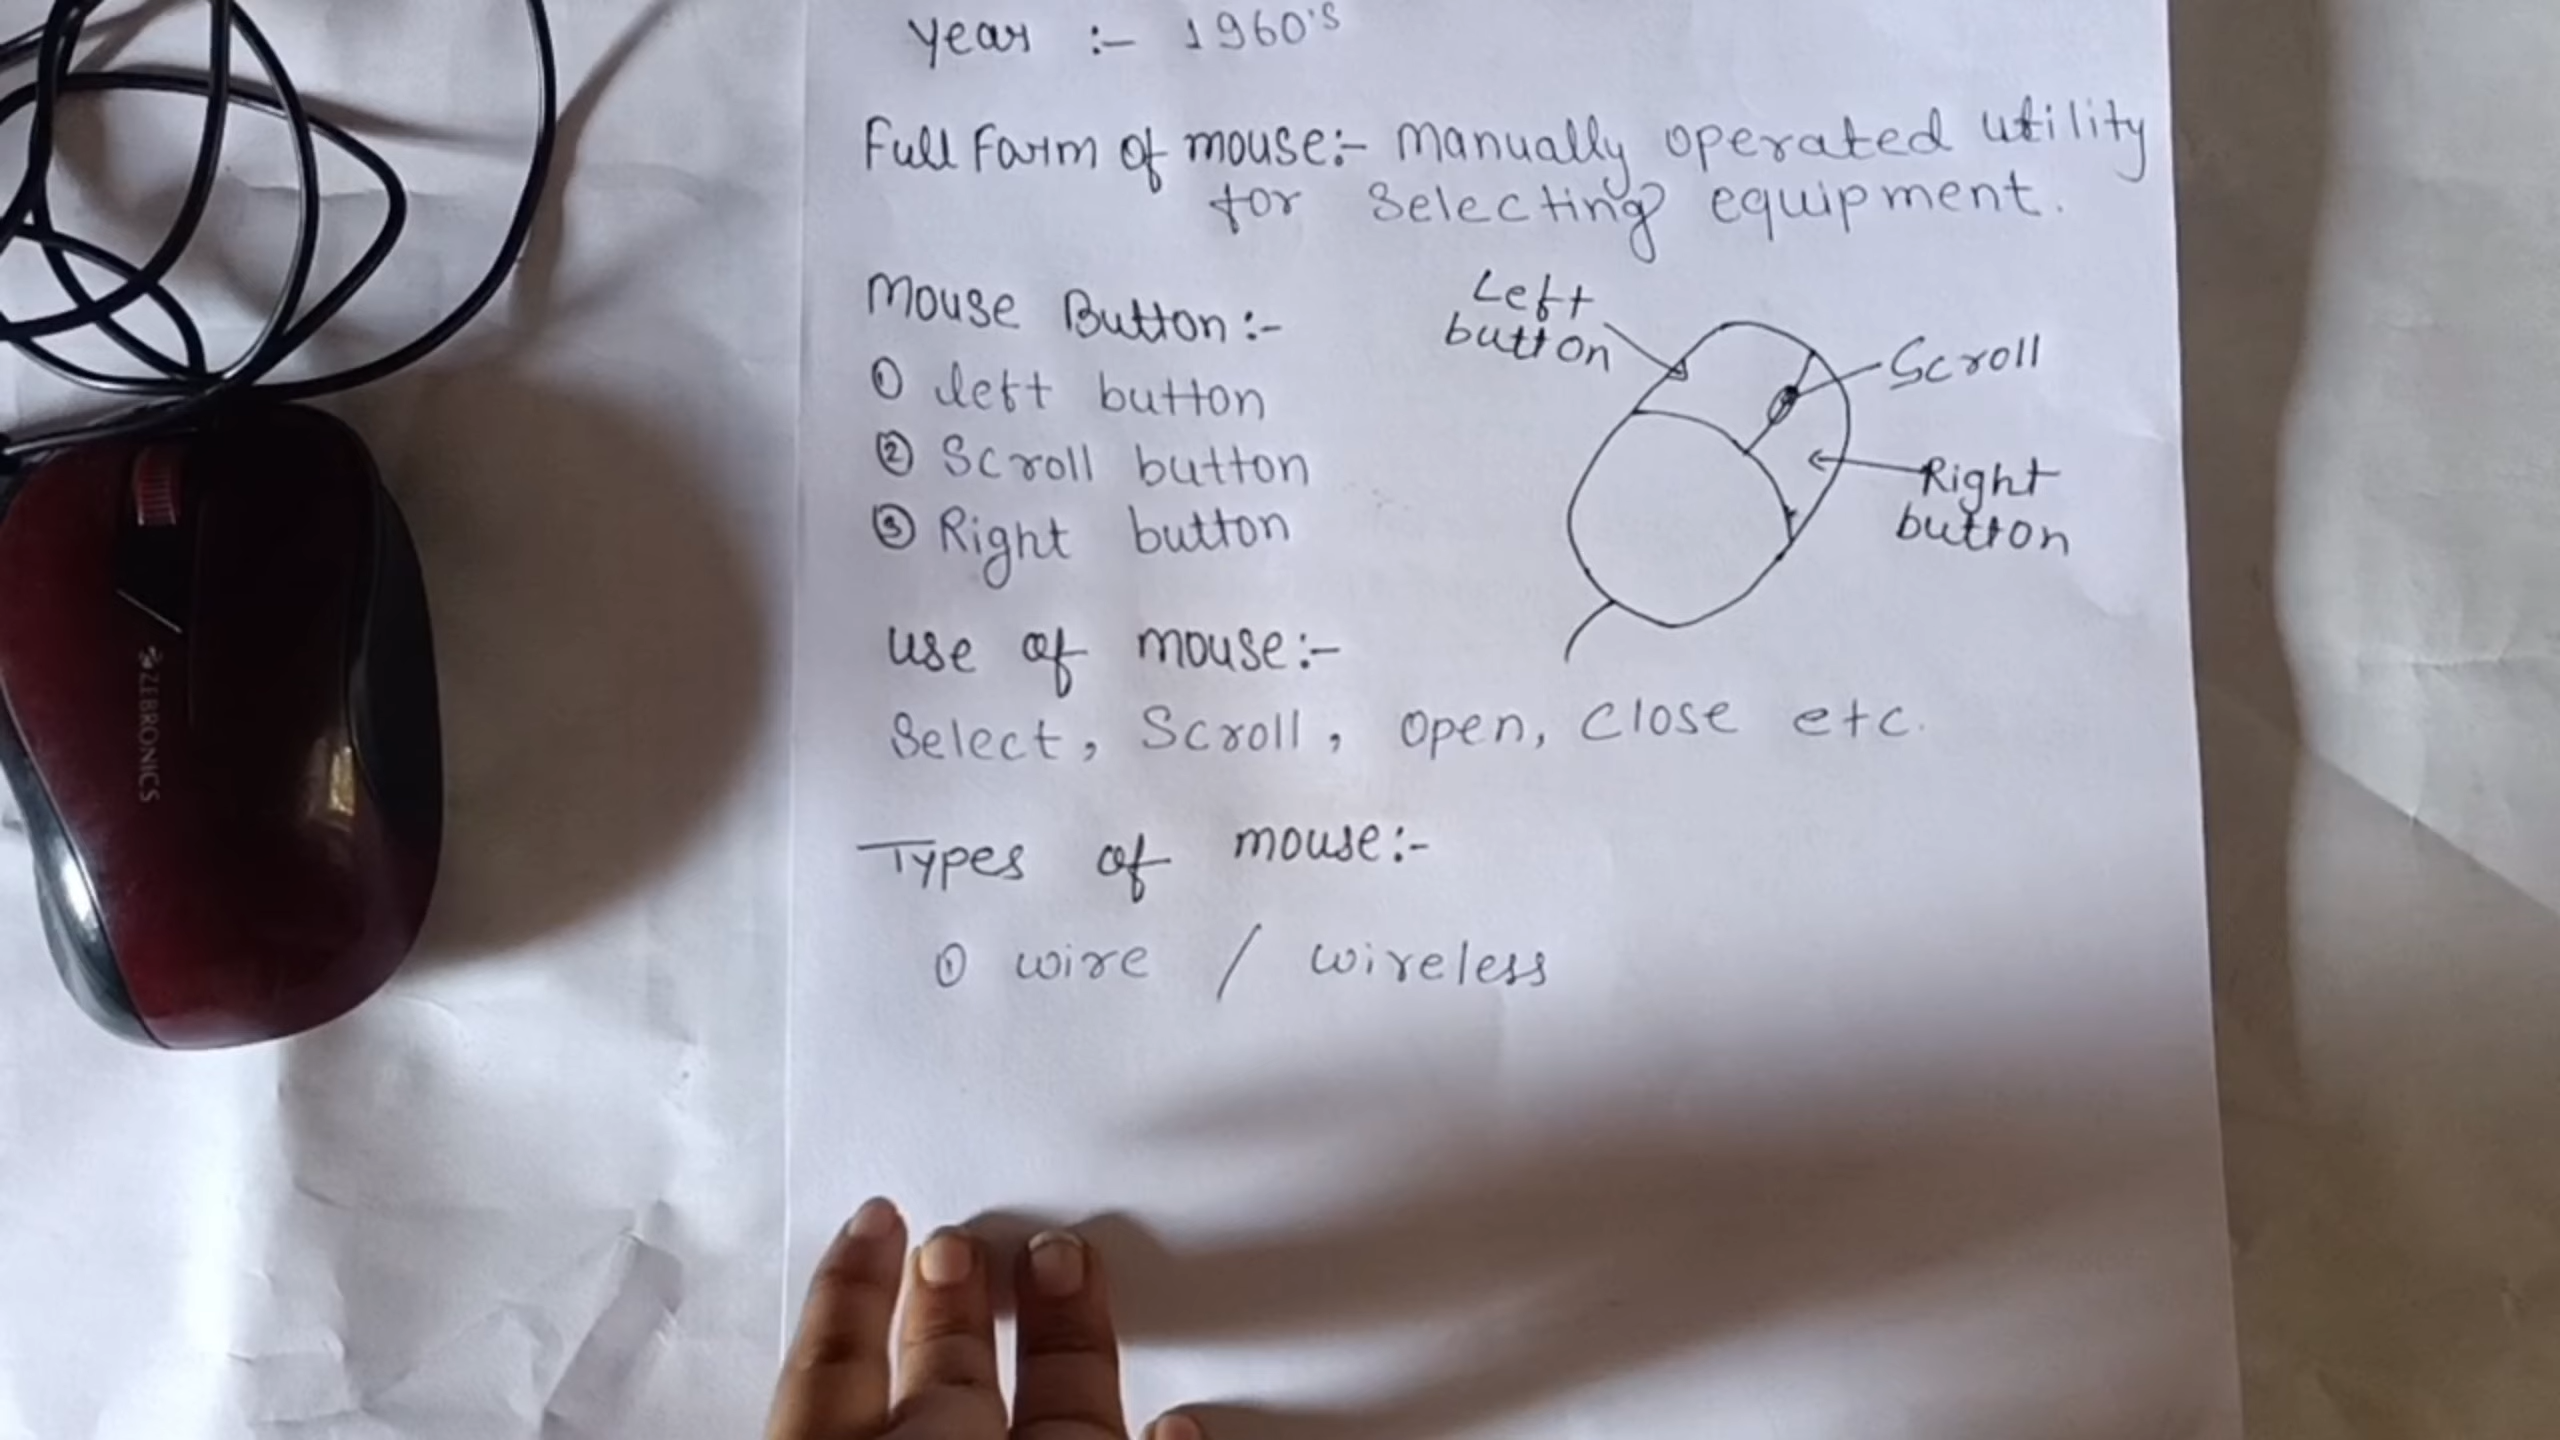 Year :- 1960's
Full Farm of mouse:- Manually operated utility
for Selecting equipment.
Mouse Button :-
① left button
② Scroll button
③ Right button
Left
button
Scroll
Right
button
use of mouse:-
Select, Scroll, open, Close etc.
Types of mouse:-
① wire / wireless
ZEBRONICS